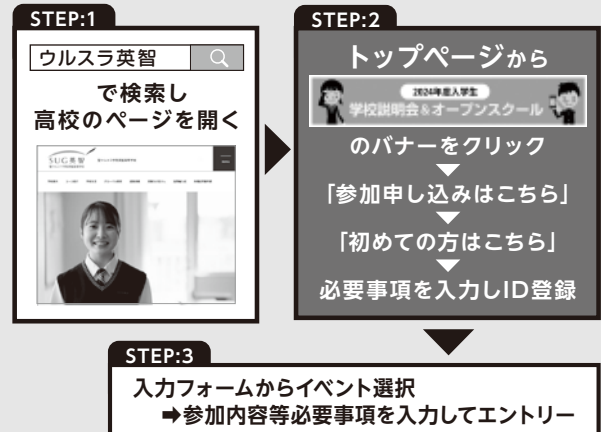 STEP:1
ウルスラ英智
で検索し
高校のページを開く
SUG英智
STEP:2
トップページから
2024年度入学生
学校説明会&オープンスクール
のバナーをクリック
「参加申し込みはこちら」
「初めての方はこちら」
必要事項を入力しID登録
STEP:3
入力フォームからイベント選択
➡参加内容等必要事項を入力してエントリー